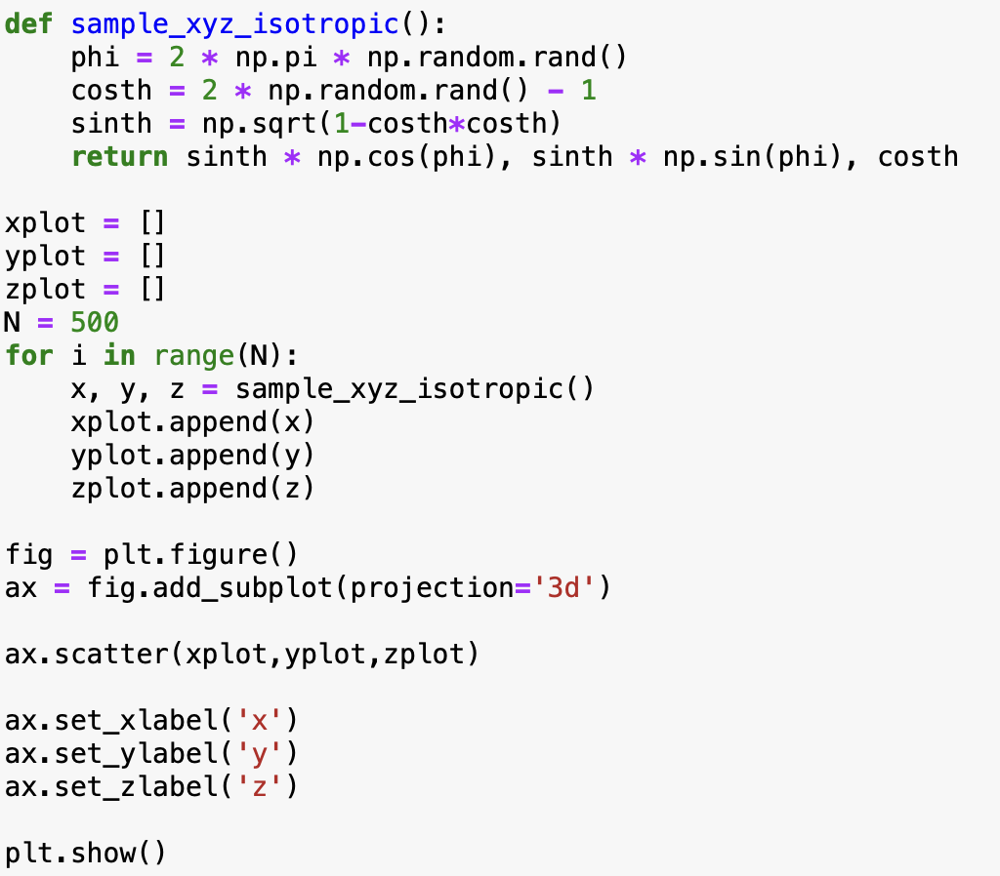 def sample_xyz_isotropic():
    phi = 2 * np.pi * np.random.rand()
    costh = 2 * np.random.rand() - 1
    sinth = np.sqrt(1-costh*costh)
    return sinth * np.cos(phi), sinth * np.sin(phi), costh

xplot = []
yplot = []
zplot = []
N = 500
for i in range(N):
    x, y, z = sample_xyz_isotropic()
    xplot.append(x)
    yplot.append(y)
    zplot.append(z)

fig = plt.figure()
ax = fig.add_subplot(projection='3d')

ax.scatter(xplot,yplot,zplot)

ax.set_xlabel('x')
ax.set_ylabel('y')
ax.set_zlabel('z')

plt.show()